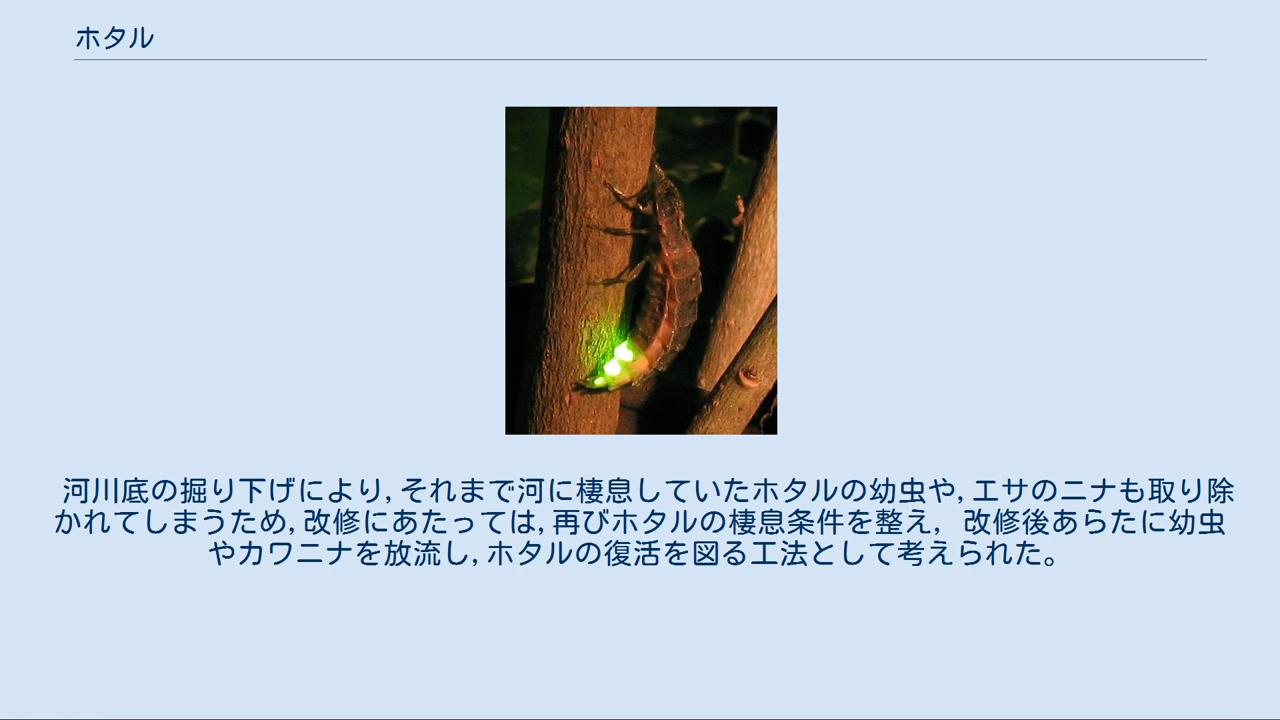 ホタル
河川底の掘り下げにより,それまで河に棲息していたホタルの幼虫や,エサのニナも取り除
かれてしまうため,改修にあたっては,再びホタルの棲息条件を整え，改修後あらたに幼虫
やカワニナを放流し,ホタルの復活を図る工法として考えられた。